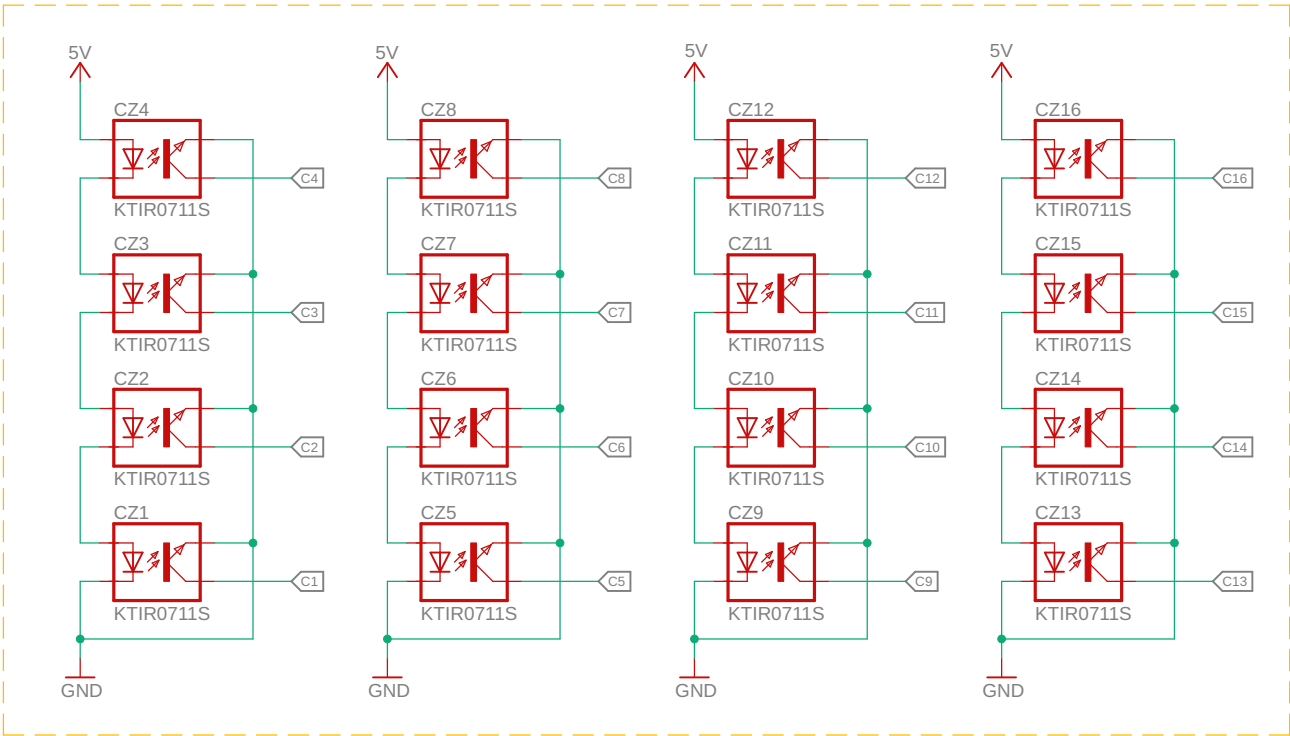 5V
5V
5V
5V
CZ4
CZ8
CZ12
CZ16
C4
C8
C12
C16
KTIR0711S
KTIR0711S
KTIR0711S
KTIR0711S
CZ3
CZ7
CZ11
CZ15
C3
C7
C11
C15
KTIR0711S
KTIR0711S
KTIR0711S
KTIR0711S
CZ2
CZ6
CZ10
CZ14
C2
C6
C10
C14
KTIR0711S
KTIR0711S
KTIR0711S
KTIR0711S
CZ1
CZ5
CZ9
CZ13
C1
C5
C9
C13
KTIR0711S
KTIR0711S
KTIR0711S
KTIR0711S
GND
GND
GND
GND